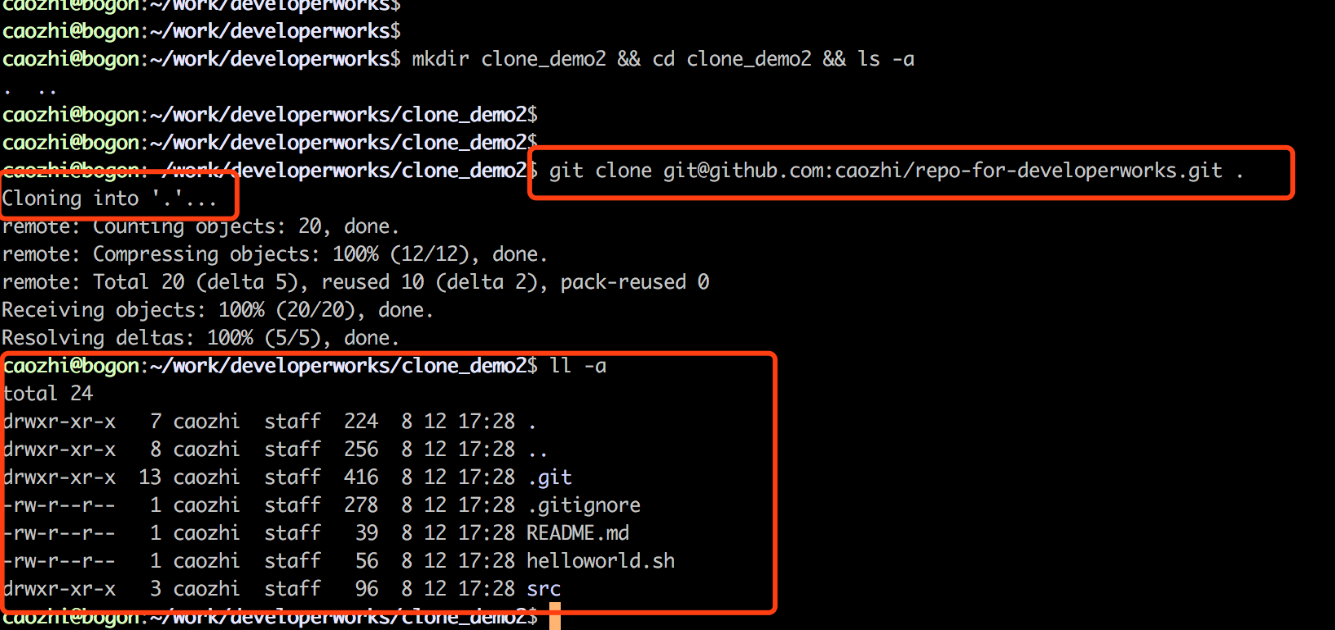 caozhi@bogon:~/work/developerworks$
caozhi@bogon:~/work/developerworks$
caozhi@bogon:~/work/developerworks$ mkdir clone_demo2 && cd clone_demo2 && ls -a
.  ..
caozhi@bogon:~/work/developerworks/clone_demo2$
caozhi@bogon:~/work/developerworks/clone_demo2$
caozhi@bogon:~/work/developerworks/clone_demo2$ git clone git@github.com:caozhi/repo-for-developerworks.git .
Cloning into '.'...
remote: Counting objects: 20, done.
remote: Compressing objects: 100% (12/12), done.
remote: Total 20 (delta 5), reused 10 (delta 2), pack-reused 0
Receiving objects: 100% (20/20), done.
Resolving deltas: 100% (5/5), done.
caozhi@bogon:~/work/developerworks/clone_demo2$ ll -a
total 24
drwxr-xr-x   7 caozhi  staff  224  8 12 17:28 .
drwxr-xr-x   8 caozhi  staff  256  8 12 17:28 ..
drwxr-xr-x  13 caozhi  staff  416  8 12 17:28 .git
-rw-r--r--   1 caozhi  staff  278  8 12 17:28 .gitignore
-rw-r--r--   1 caozhi  staff   39  8 12 17:28 README.md
-rw-r--r--   1 caozhi  staff   56  8 12 17:28 helloworld.sh
drwxr-xr-x   3 caozhi  staff   96  8 12 17:28 src
caozhi@bogon:~/work/developerworks/clone_demo2$